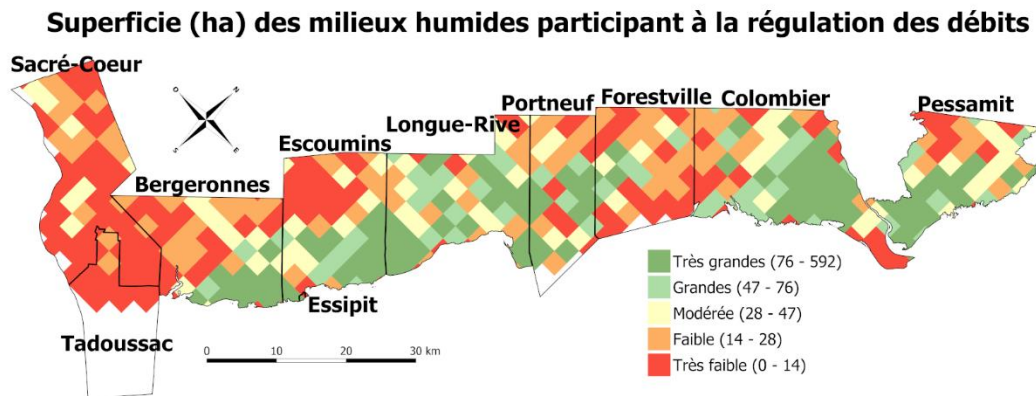 Superficie (ha) des milieux humides participant à la régulation des débits
Sacré-Coeur
O
N
S
E
Bergeronnes
Escoumins
Longue-Rive
Portneuf
Forestville
Colombier
Pessamit
Essipit
Tadoussac
0 10 20 30 km
Très grandes (76 - 592)
Grandes (47 - 76)
Modérée (28 - 47)
Faible (14 - 28)
Très faible (0 - 14)